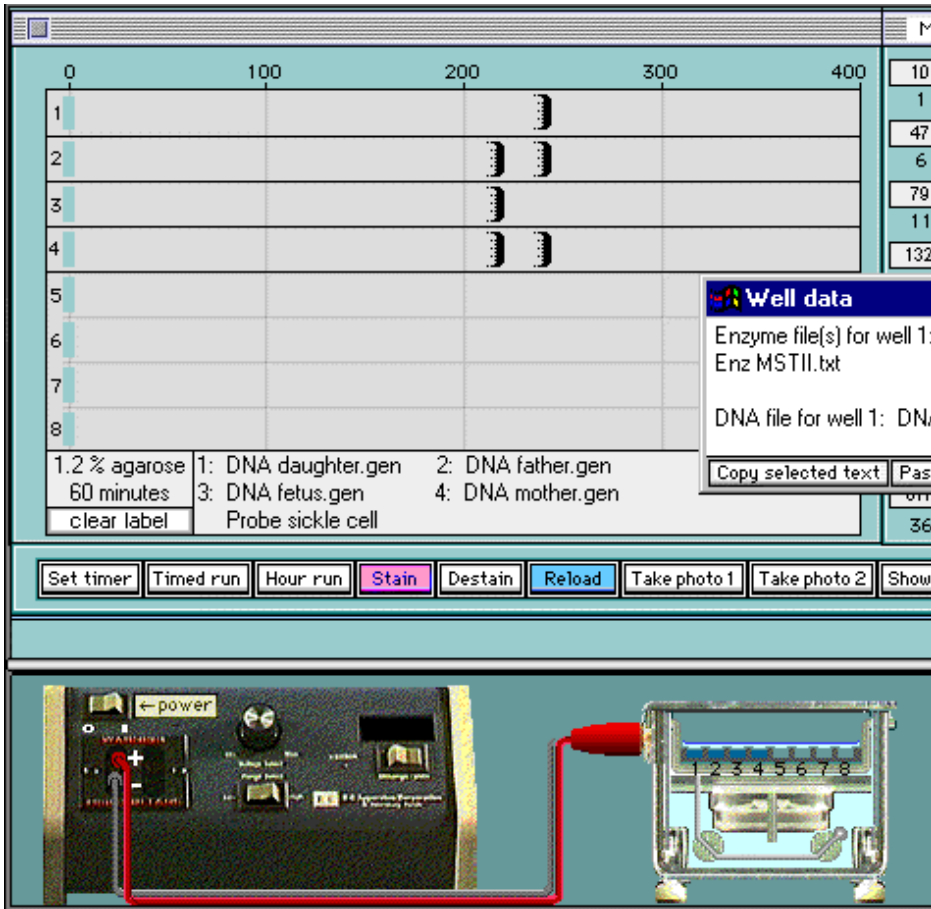 M
0 100 200 300 400
10
1
1
47
2
6
3
79
11
4
132
5
6
7
8
Well data
Enzyme file(s) for well 1:
Enz MSTII.txt
DNA file for well 1: DNA
Copy selected text Pas
1.2 % agarose
60 minutes
clear label
1: DNA daughter.gen 2: DNA father.gen
3: DNA fetus.gen 4: DNA mother.gen
Probe sickle cell
36
Set timer Timed run Hour run Stain Destain Reload Take photo 1 Take photo 2 Show
←power
+
-
1 2 3 4 5 6 7 8